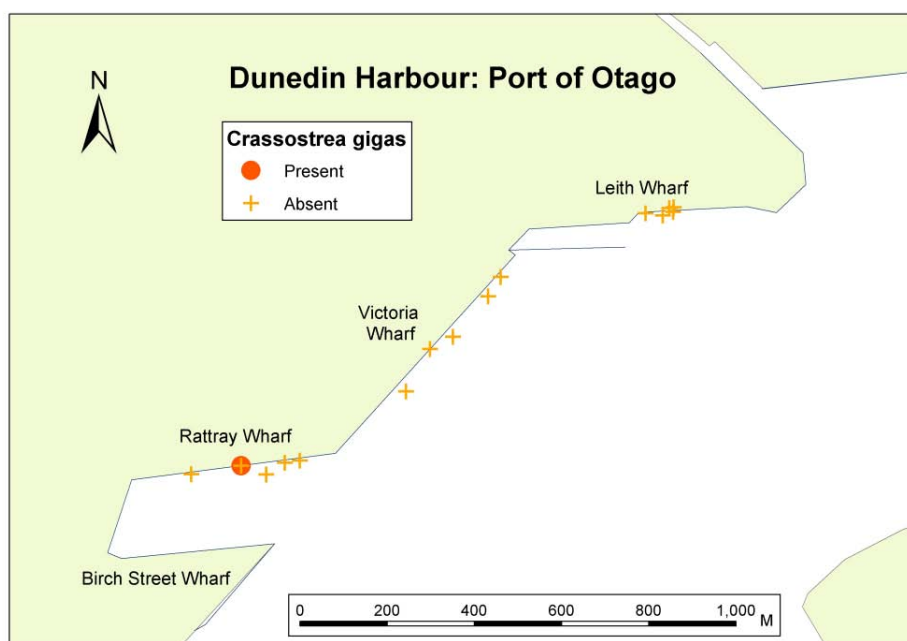 N
Dunedin Harbour: Port of Otago
Crassostrea gigas
Present
Absent
Leith Wharf
Victoria
Wharf
Rattray Wharf
Birch Street Wharf
0 200 400 600 800 1,000
M